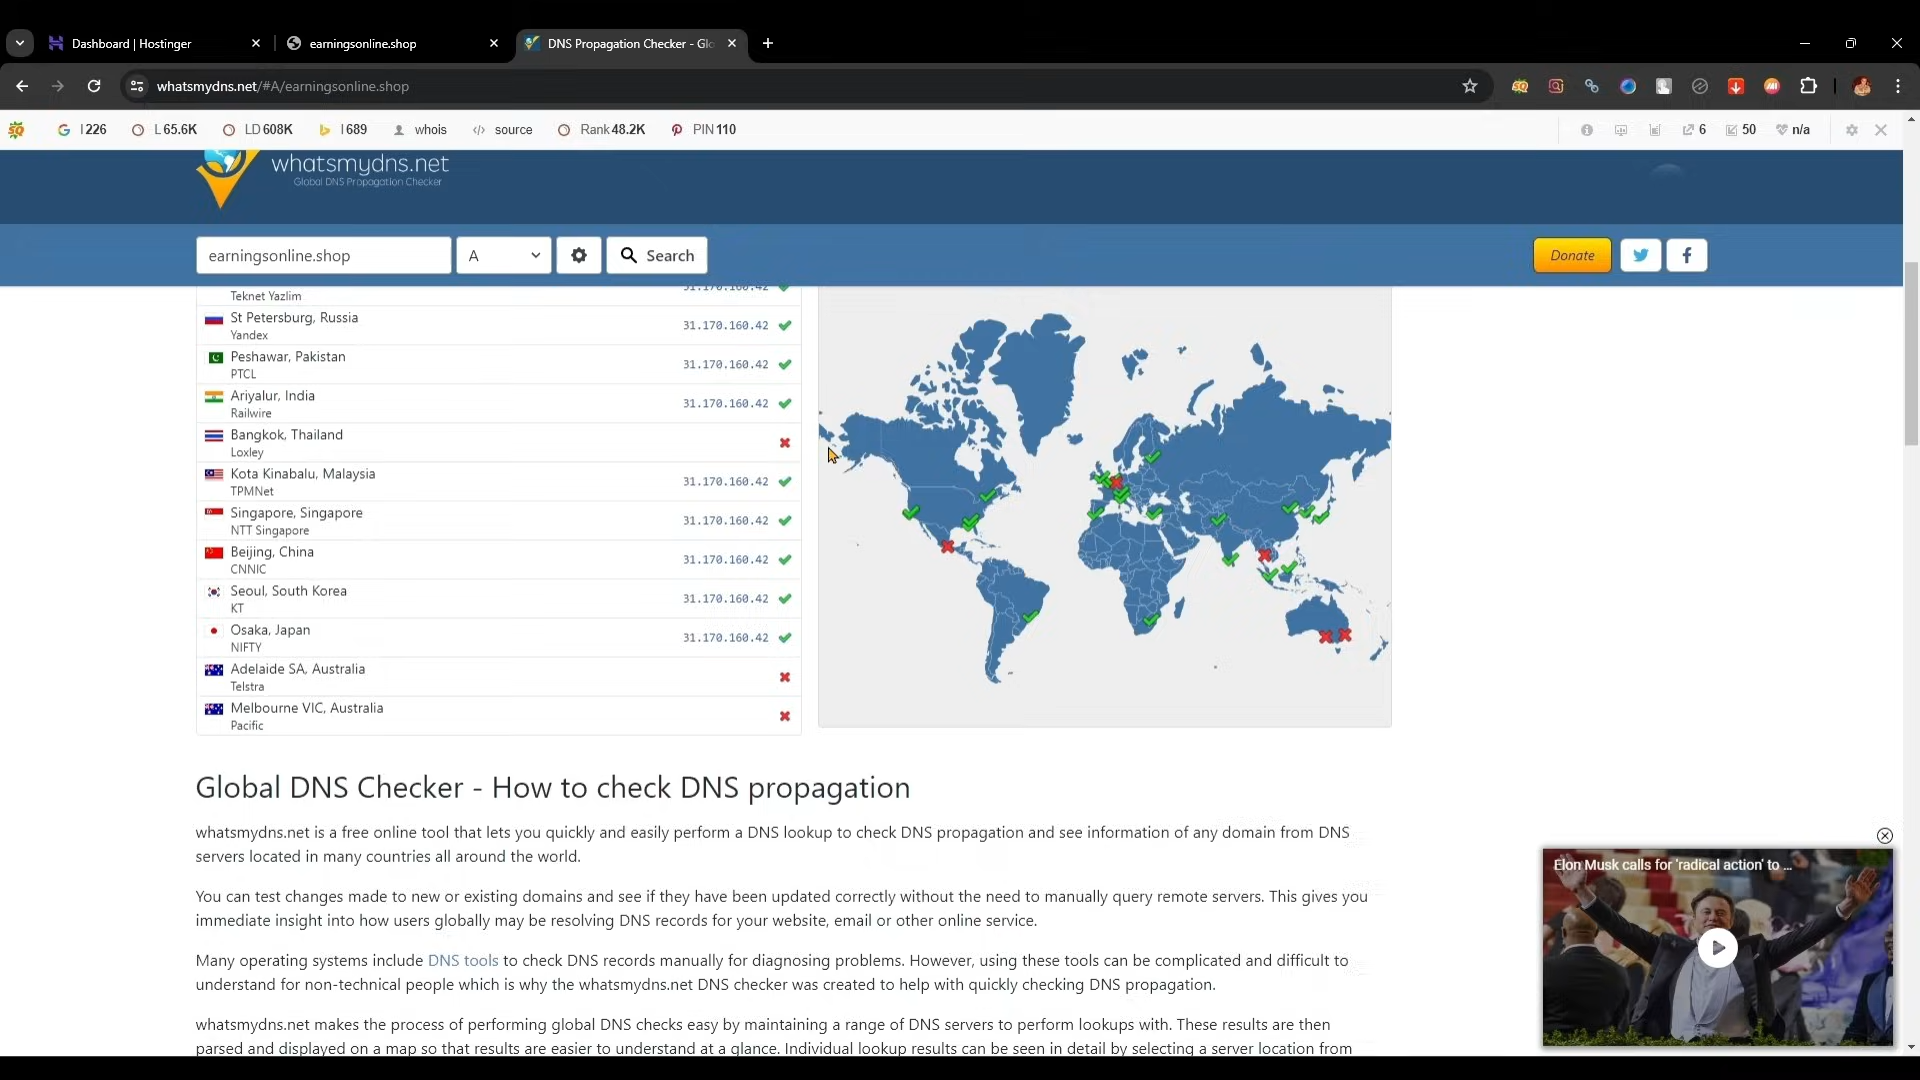 Dashboard | Hostinger
earningsonline.shop
DNS Propagation Checker - Glo
whatsmydns.net/#A/earningsonline.shop
SQ
I 226
L 65.6K
LD 608K
I 689
whois
source
Rank 48.2K
PIN 110
6
50
n/a
whatsmydns.net
Global DNS Propagation Checker
earningsonline.shop
A
Search
Donate
Teknet Yazlim
31.170.160.42
St Petersburg, Russia
Yandex
31.170.160.42
Peshawar, Pakistan
PTCL
31.170.160.42
Ariyalur, India
Railwire
31.170.160.42
Bangkok, Thailand
Loxley
Kota Kinabalu, Malaysia
TPMNet
31.170.160.42
Singapore, Singapore
NTT Singapore
31.170.160.42
Beijing, China
CNNIC
31.170.160.42
Seoul, South Korea
KT
31.170.160.42
Osaka, Japan
NIFTY
31.170.160.42
Adelaide SA, Australia
Telstra
Melbourne VIC, Australia
Pacific
Global DNS Checker - How to check DNS propagation
whatsmydns.net is a free online tool that lets you quickly and easily perform a DNS lookup to check DNS propagation and see information of any domain from DNS
servers located in many countries all around the world.
You can test changes made to new or existing domains and see if they have been updated correctly without the need to manually query remote servers. This gives you
immediate insight into how users globally may be resolving DNS records for your website, email or other online service.
Many operating systems include DNS tools to check DNS records manually for diagnosing problems. However, using these tools can be complicated and difficult to
understand for non-technical people which is why the whatsmydns.net DNS checker was created to help with quickly checking DNS propagation.
whatsmydns.net makes the process of performing global DNS checks easy by maintaining a range of DNS servers to perform lookups with. These results are then
parsed and displayed on a map so that results are easier to understand at a glance. Individual lookup results can be seen in detail by selecting a server location from
Elon Musk calls for 'radical action' to ...